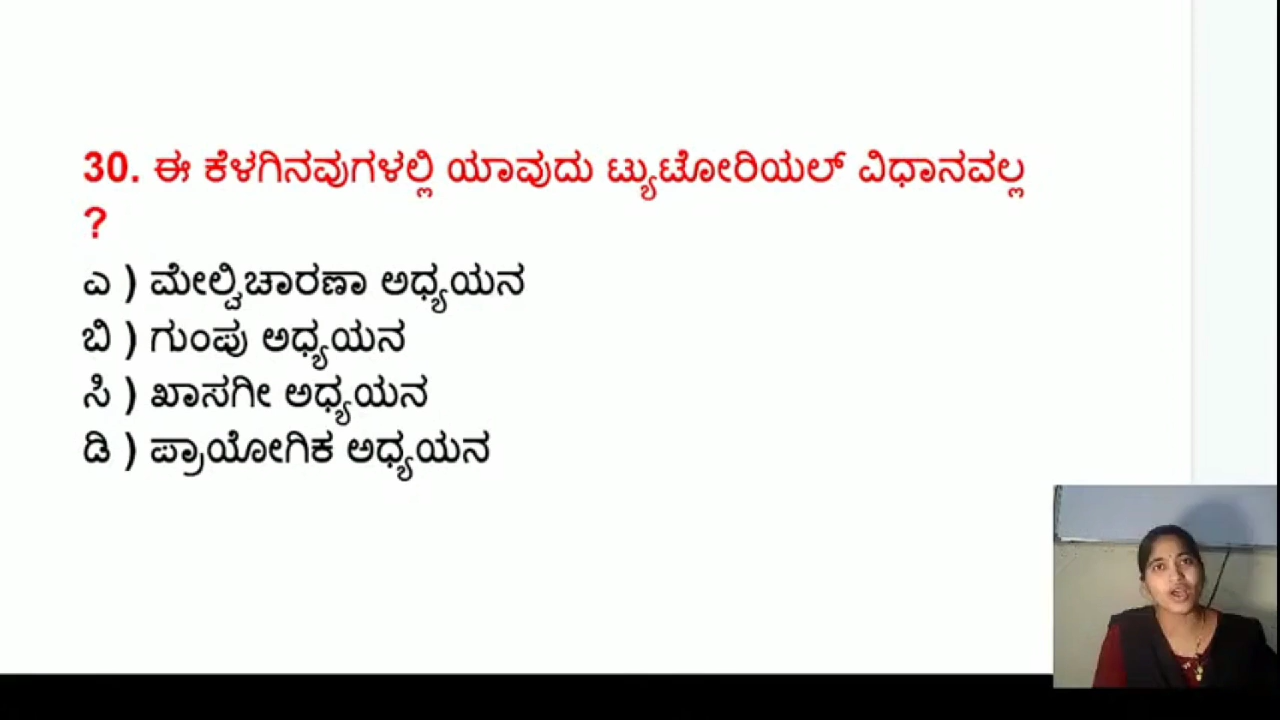 30. ಈ ಕೆಳಗಿನವುಗಳಲ್ಲಿ ಯಾವುದು ಟ್ಯುಟೋರಿಯಲ್ ವಿಧಾನವಲ್ಲ
?
ಎ ) ಮೇಲ್ವಿಚಾರಣಾ ಅಧ್ಯಯನ
ಬಿ ) ಗುಂಪು ಅಧ್ಯಯನ
ಸಿ ) ಖಾಸಗೀ ಅಧ್ಯಯನ
ಡಿ ) ಪ್ರಾಯೋಗಿಕ ಅಧ್ಯಯನ